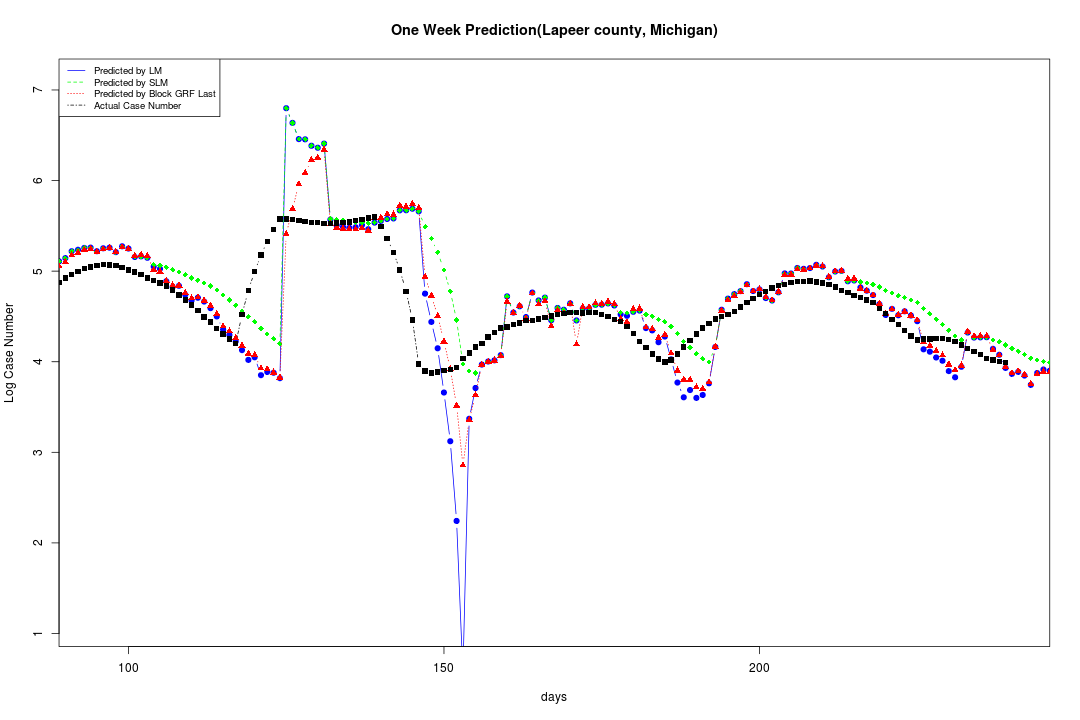 One Week Prediction(Lapeer county, Michigan)
Predicted by LM
Predicted by SLM
Predicted by Block GRF Last
Actual Case Number
7
6
5
4
3
2
1
Log Case Number
100
150
200
days